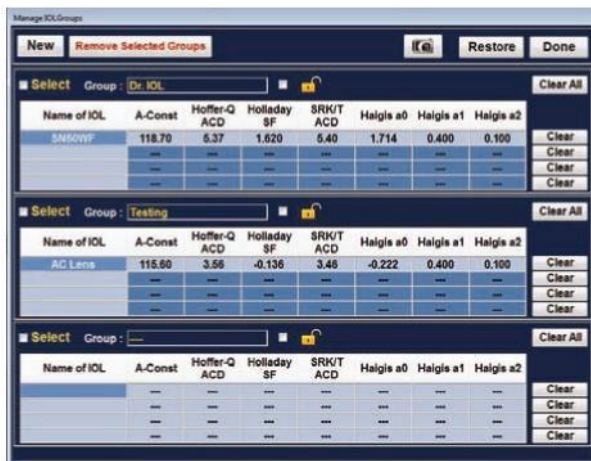 Manage IOLGroups
New Remove Selected Groups Restore Done
Select Group : Dr. IOL Clear All
Name of IOL A-Const Hoffer-Q ACD Holladay SF SRK/T ACD Haigis a0 Haigis a1 Haigis a2
SN60WF 118.70 5.37 1.620 5.40 1.714 0.400 0.100 Clear
--- --- --- --- --- --- --- Clear
--- --- --- --- --- --- --- Clear
--- --- --- --- --- --- --- Clear
Select Group : Testing Clear All
Name of IOL A-Const Hoffer-Q ACD Holladay SF SRK/T ACD Haigis a0 Haigis a1 Haigis a2
AC Lens 115.60 3.56 -0.136 3.46 -0.222 0.400 0.100 Clear
--- --- --- --- --- --- --- Clear
--- --- --- --- --- --- --- Clear
--- --- --- --- --- --- --- Clear
Select Group : --- Clear All
Name of IOL A-Const Hoffer-Q ACD Holladay SF SRK/T ACD Haigis a0 Haigis a1 Haigis a2
--- --- --- --- --- --- --- Clear
--- --- --- --- --- --- --- Clear
--- --- --- --- --- --- --- Clear
--- --- --- --- --- --- --- Clear